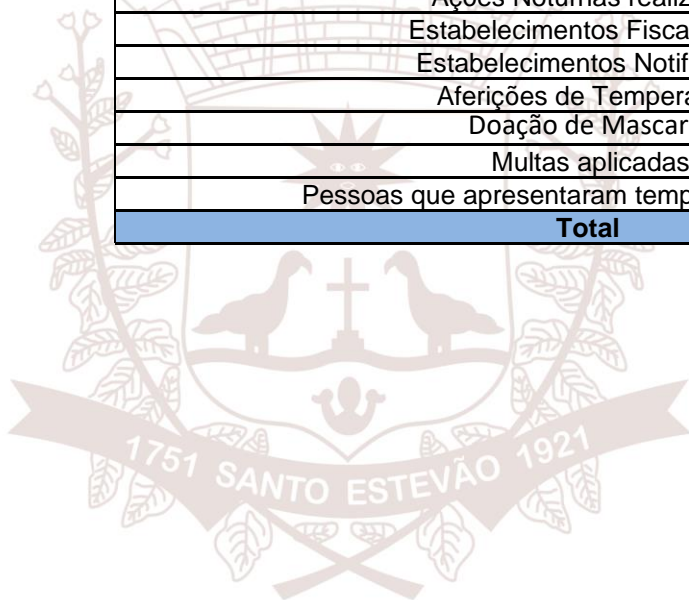 Ações Noturnas realiz
Estabelecimentos Fisca
Estabelecimentos Notif
Aferições de Tempera
Doação de Mascar
Multas aplicadas
Pessoas que apresentaram temp
Total
1751 SANTO ESTEVÃO 1921